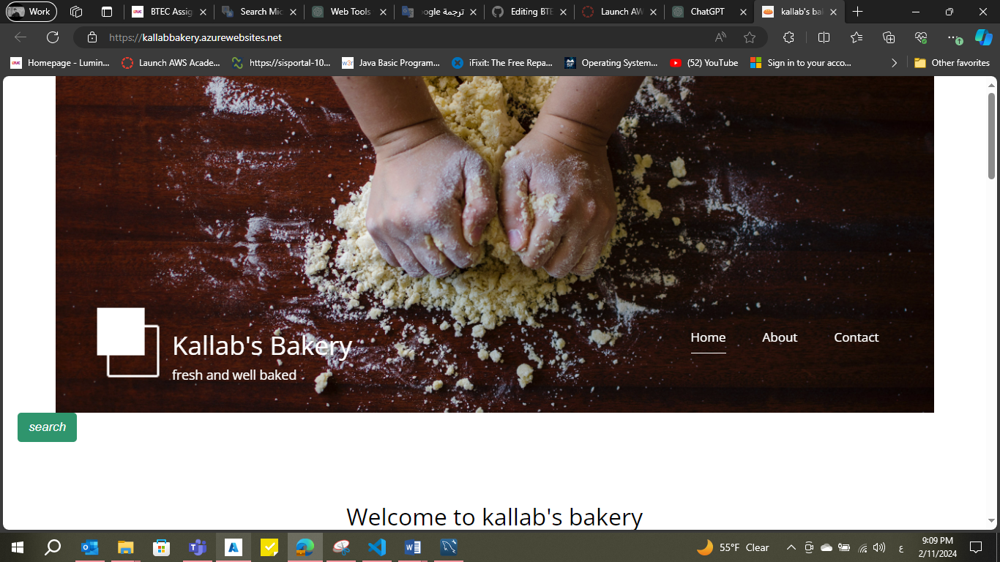 Work
BTEC Assig
Search Mic
Web Tools
oogle ترجمة
Editing BTE
Launch AW
ChatGPT
kallab's bal
https://kallabbakery.azurewebsites.net
Homepage - Lumin...
Launch AWS Acade...
https://sisportal-10...
Java Basic Program...
iFixit: The Free Repa...
Operating System...
(52) YouTube
Sign in to your acco...
Other favorites
Home
About
Contact
Kallab's Bakery
fresh and well baked
search
Welcome to kallab's bakery
55°F Clear
ع
9:09 PM
2/11/2024